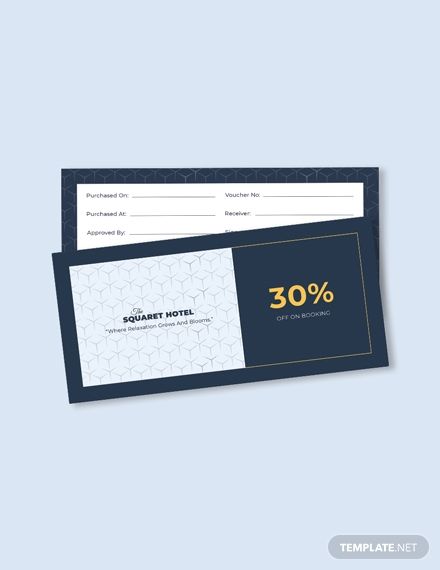 Purchased On:
Voucher No:
Purchased At:
Receiver:
Approved By:
The
SQUARET HOTEL
"Where Relaxation Grows And Blooms."
30%
OFF ON BOOKING
TEMPLATE.NET